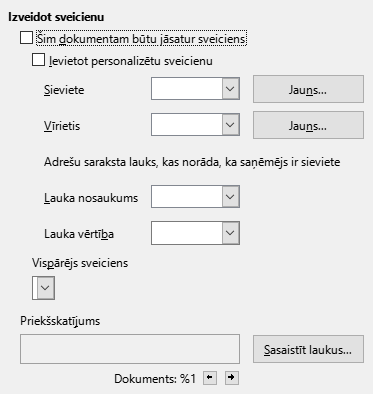 Izveidot sveicienu
Šim dokumentam būtu jāsatur sveiciens
Ievietot personalizētu sveicienu
Sieviete
Jauns...
Vīrietis
Jauns...
Adrešu saraksta lauks, kas norāda, ka saņēmējs ir sieviete
Lauka nosaukums
Lauka vērtība
Vispārējs sveiciens
Priekšskatījums
Sasaistīt laukus...
Dokuments: %1